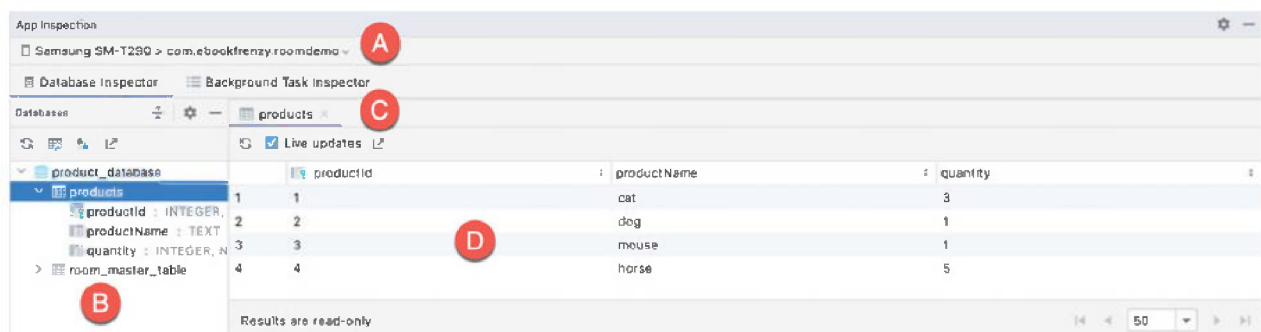 App Inspection
Samsung SM-T290 > com.ebookfrenzy.roomdemo
A
Database Inspector Background Task Inspector
Databases products
C
Live updates
product_database productId productName quantity
products
1 1 cat 3
productId : INTEGER,
2 2 dog 1
productName : TEXT
D
3 3 mouse 1
quantity : INTEGER, N
4 4 horse 5
room_master_table
B
Results are read-only 50